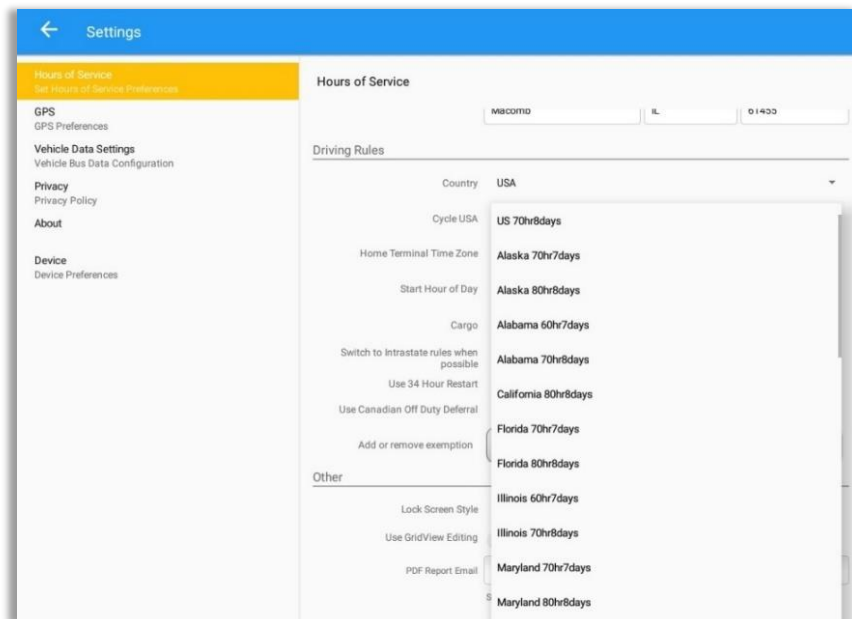 Settings
Hours of Service
Set Hours of Service Preferences
GPS
GPS Preferences
Vehicle Data Settings
Vehicle Bus Data Configuration
Privacy
Privacy Policy
About
Device
Device Preferences
Hours of Service
Macomb IL 61455
Driving Rules
Country USA
Cycle USA
US 70hr8days
Home Terminal Time Zone
Alaska 70hr7days
Start Hour of Day
Alaska 80hr8days
Cargo
Alabama 60hr7days
Switch to Intrastate rules when
possible
Alabama 70hr8days
Use 34 Hour Restart
California 80hr8days
Use Canadian Off Duty Deferral
Florida 70hr7days
Add or remove exemption
Florida 80hr8days
Other
Illinois 60hr7days
Lock Screen Style
Illinois 70hr8days
Use GridView Editing
PDF Report Email
Maryland 70hr7days
S
Maryland 80hr8days